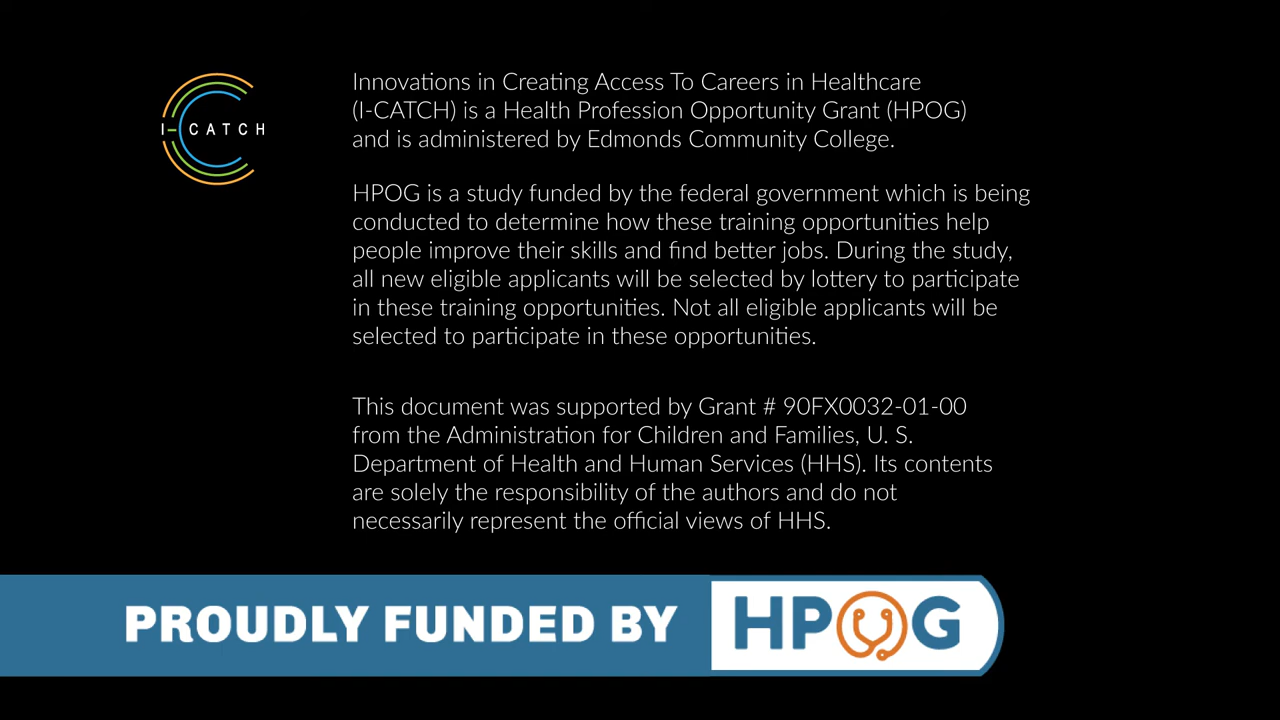 I-CATCH
Innovations in Creating Access To Careers in Healthcare
(I-CATCH) is a Health Profession Opportunity Grant (HPOG)
and is administered by Edmonds Community College.
HPOG is a study funded by the federal government which is being
conducted to determine how these training opportunities help
people improve their skills and find better jobs. During the study,
all new eligible applicants will be selected by lottery to participate
in these training opportunities. Not all eligible applicants will be
selected to participate in these opportunities.
This document was supported by Grant # 90FX0032-01-00
from the Administration for Children and Families, U. S.
Department of Health and Human Services (HHS). Its contents
are solely the responsibility of the authors and do not
necessarily represent the official views of HHS.
PROUDLY FUNDED BY HPOG